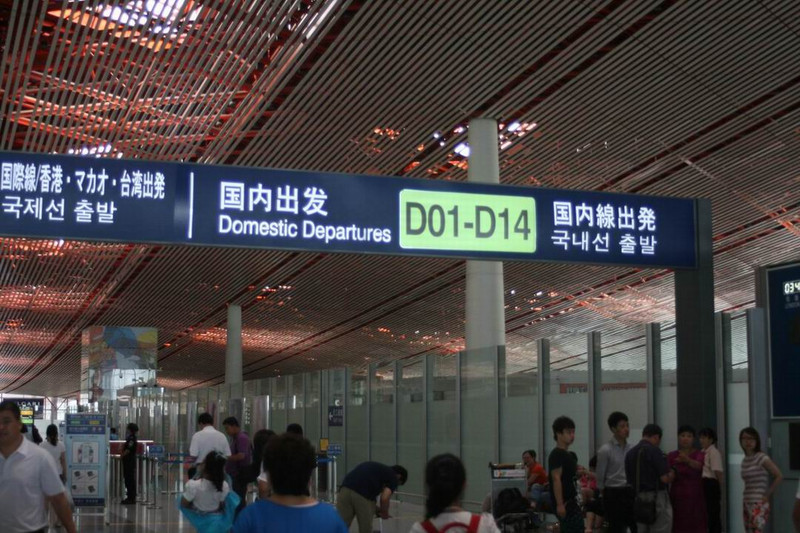 国際線/香港・マカオ・台湾出発
국제선 출발
国内出发
Domestic Departures
D01-D14
国内線出発
국내선 출발